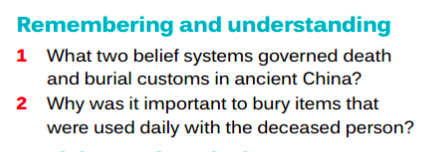 Remembering and understanding
1 What two belief systems governed death
and burial customs in ancient China?
2 Why was it important to bury items that
were used daily with the deceased person?